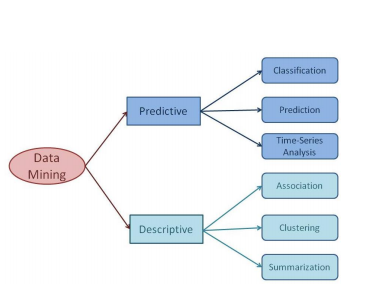 Data
Mining
Predictive
Classification
Prediction
Time-Series
Analysis
Descriptive
Association
Clustering
Summarization